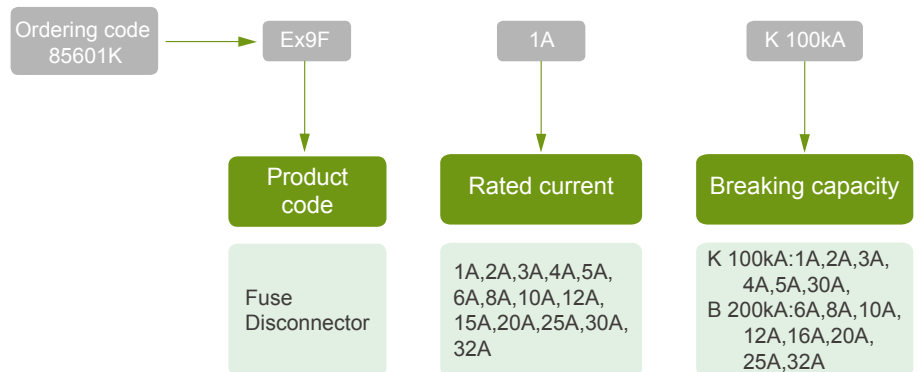 Ordering code
85601K
Ex9F
1A
K 100kA
Product
code
Rated current
Breaking capacity
Fuse
Disconnector
1A,2A,3A,4A,5A,
6A,8A,10A,12A,
15A,20A,25A,30A,
32A
K 100kA:1A,2A,3A,
4A,5A,30A,
B 200kA:6A,8A,10A,
12A,16A,20A,
25A,32A